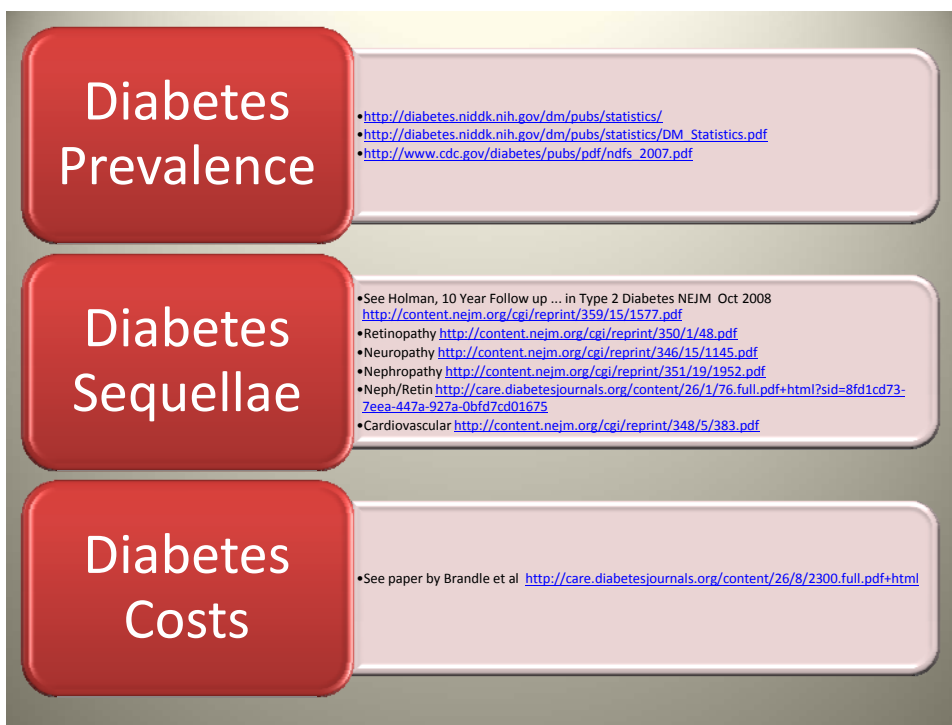 Diabetes
Prevalence
•http://diabetes.niddk.nih.gov/dm/pubs/statistics/
•http://diabetes.niddk.nih.gov/dm/pubs/statistics/DM_Statistics.pdf
•http://www.cdc.gov/diabetes/pubs/pdf/ndfs_2007.pdf
Diabetes
Sequellae
•See Holman, 10 Year Follow up ... in Type 2 Diabetes NEJM Oct 2008
http://content.nejm.org/cgi/reprint/359/15/1577.pdf
•Retinopathy http://content.nejm.org/cgi/reprint/350/1/48.pdf
•Neuropathy http://content.nejm.org/cgi/reprint/346/15/1145.pdf
•Nephropathy http://content.nejm.org/cgi/reprint/351/19/1952.pdf
•Neph/Retin http://care.diabetesjournals.org/content/26/1/76.full.pdf+html?sid=8fd1cd73-
7eea-447a-927a-0bfd7cd01675
•Cardiovascular http://content.nejm.org/cgi/reprint/348/5/383.pdf
Diabetes
Costs
•See paper by Brandle et al http://care.diabetesjournals.org/content/26/8/2300.full.pdf+html